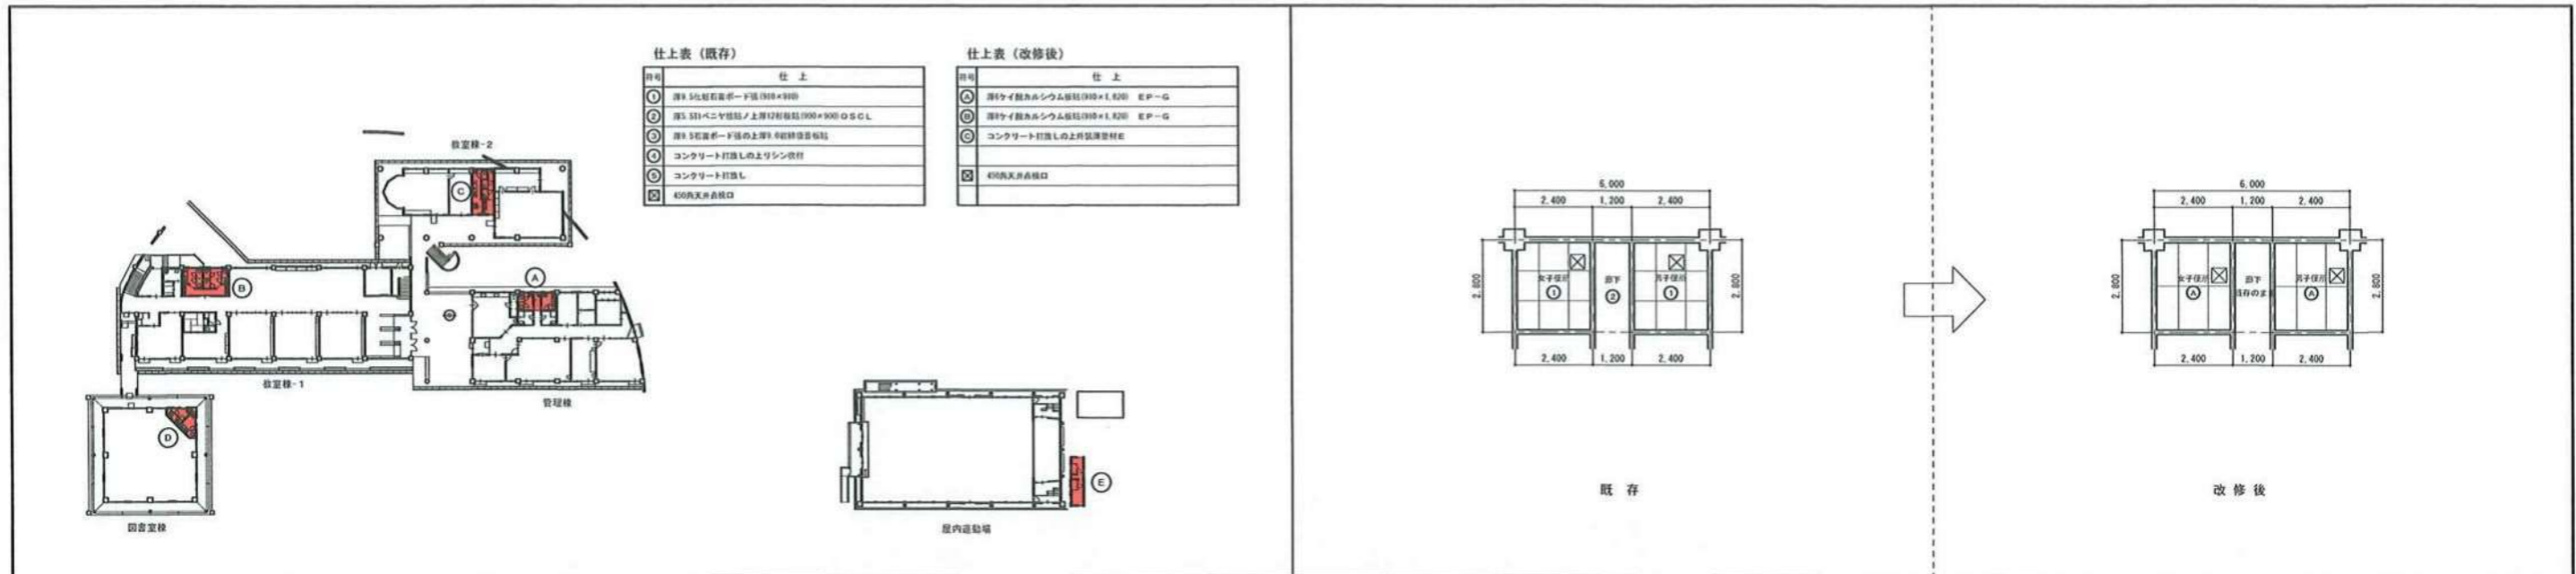 仕上表（既存）
符号 仕 上
① 厚9.5化粧石膏ボード張(900×900)
② 厚5.5耐ベニヤ捨貼ノ上厚12杉板貼(900×900)OSCL
③ 厚9.5石膏ボード張の上厚9.0岩綿吸音板貼
④ コンクリート打放しの上リシン吹付
⑤ コンクリート打放し
450角天井点検口
仕上表（改修後）
符号 仕 上
Ⓐ 厚6ケイ酸カルシウム板貼(910×1,820) EP-G
Ⓑ 厚8ケイ酸カルシウム板貼(910×1,820) EP-G
Ⓒ コンクリート打放しの上外装薄塗材E
450角天井点検口
教室棟-2
C
B
A
教室棟-1
管理棟
D
図書室棟
E
屋内運動場
6,000
2,400 1,200 2,400
2,800
女子便所 ①
廊下 ②
男子便所 ①
2,800
2,400 1,200 2,400
既 存
6,000
2,400 1,200 2,400
2,800
女子便所 Ⓐ
廊下 既存のまま
男子便所 Ⓐ
2,800
2,400 1,200 2,400
改 修 後